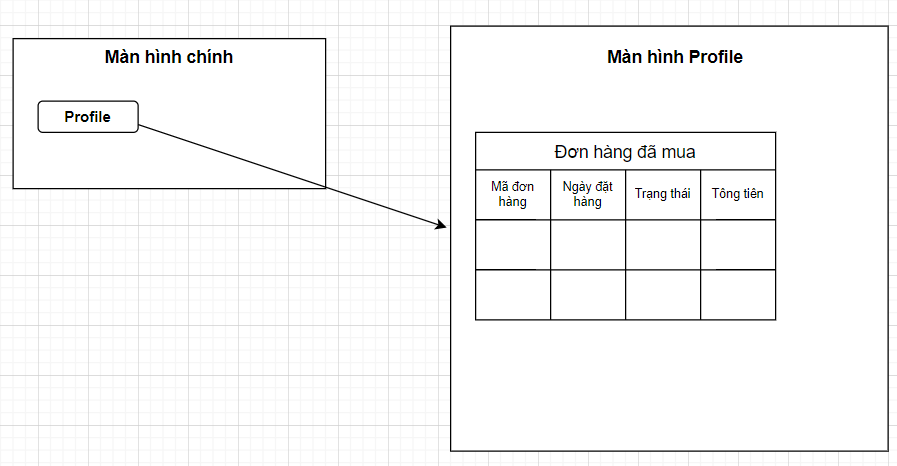 Màn hình chính
Profile
Màn hình Profile
Đơn hàng đã mua
Mã đơn
hàng
Ngày đặt
hàng
Trạng thái
Tông tiên